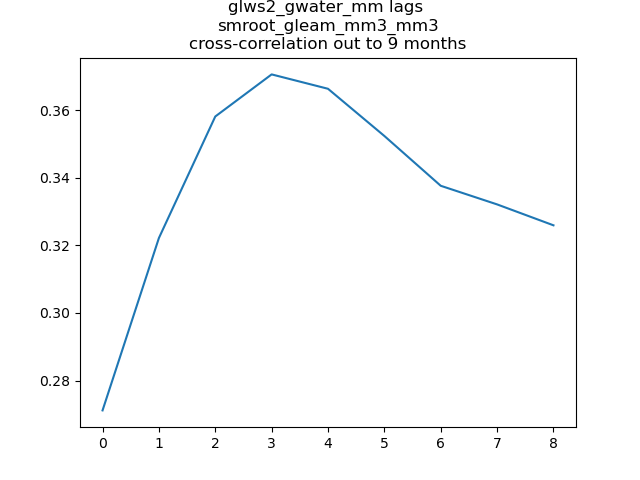 glws2_gwater_mm lags
smroot_gleam_mm3_mm3
cross-correlation out to 9 months
0.36
0.34
0.32
0.30
0.28
0 1 2 3 4 5 6 7 8